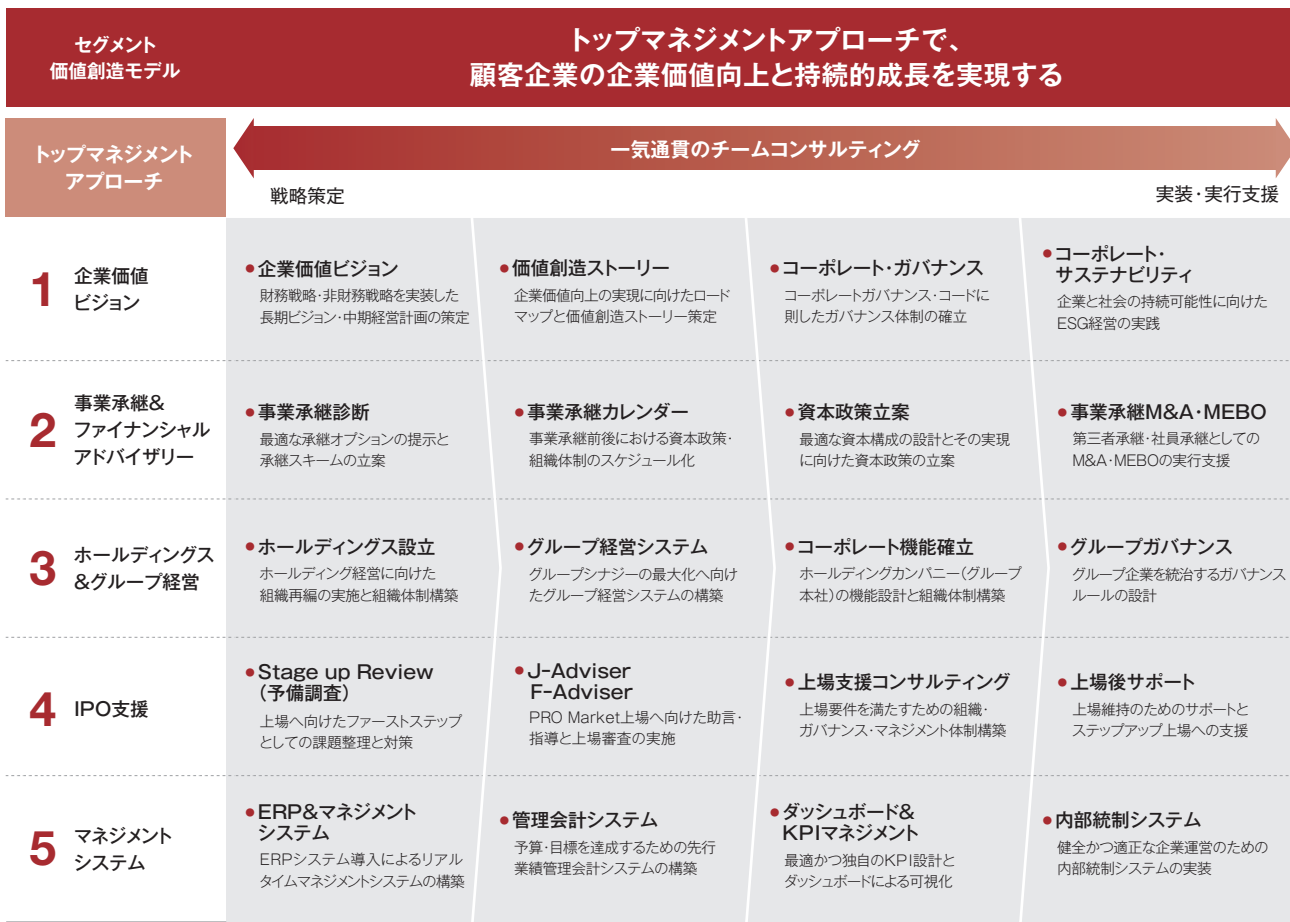 セグメント
価値創造モデル
トップマネジメントアプローチで、
顧客企業の企業価値向上と持続的成長を実現する
トップマネジメント
アプローチ
一気通貫のチームコンサルティング
戦略策定
実装・実行支援
1
企業価値
ビジョン
●企業価値ビジョン
財務戦略・非財務戦略を実装した
長期ビジョン・中期経営計画の策定
●価値創造ストーリー
企業価値向上の実現に向けたロード
マップと価値創造ストーリー策定
●コーポレート・ガバナンス
コーポレートガバナンス・コードに
則したガバナンス体制の確立
●コーポレート・
サステナビリティ
企業と社会の持続可能性に向けた
ESG経営の実践
2
事業承継&
ファイナンシャル
アドバイザリー
●事業承継診断
最適な承継オプションの提示と
承継スキームの立案
●事業承継カレンダー
事業承継前後における資本政策・
組織体制のスケジュール化
●資本政策立案
最適な資本構成の設計とその実現
に向けた資本政策の立案
●事業承継M&A・MEBO
第三者承継・社員承継としての
M&A・MEBOの実行支援
3
ホールディングス
&グループ経営
●ホールディングス設立
ホールディング経営に向けた
組織再編の実施と組織体制構築
●グループ経営システム
グループシナジーの最大化へ向け
たグループ経営システムの構築
●コーポレート機能確立
ホールディングカンパニー(グループ
本社)の機能設計と組織体制構築
●グループガバナンス
グループ企業を統治するガバナンス
ルールの設計
4
IPO支援
●Stage up Review
(予備調査)
上場へ向けたファーストステップ
としての課題整理と対策
●J-Adviser
F-Adviser
PRO Market上場へ向けた助言・
指導と上場審査の実施
●上場支援コンサルティング
上場要件を満たすための組織・
ガバナンス・マネジメント体制構築
●上場後サポート
上場維持のためのサポートと
ステップアップ上場への支援
5
マネジメント
システム
●ERP&マネジメント
システム
ERPシステム導入によるリアル
タイムマネジメントシステムの構築
●管理会計システム
予算・目標を達成するための先行
業績管理会計システムの構築
●ダッシュボード&
KPIマネジメント
最適かつ独自のKPI設計と
ダッシュボードによる可視化
●内部統制システム
健全かつ適正な企業運営のための
内部統制システムの実装